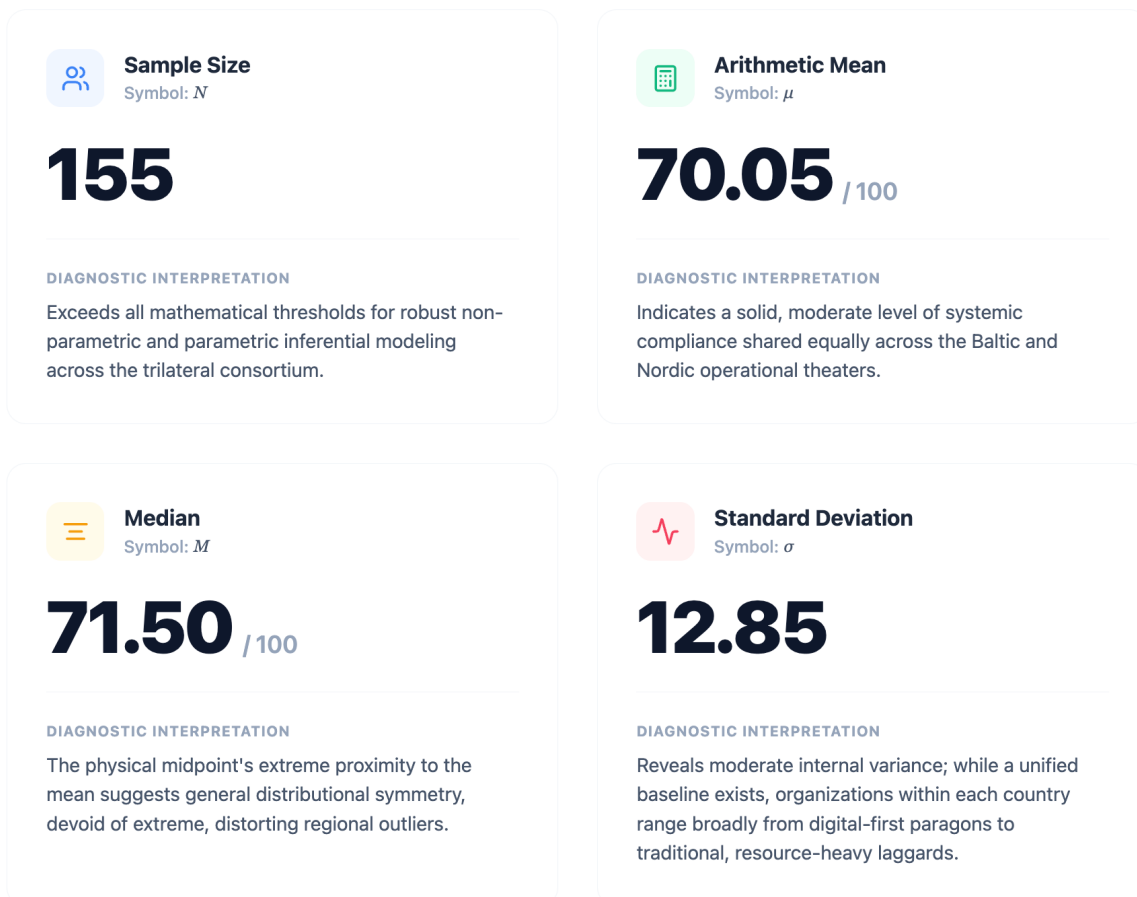 Sample Size
Symbol: N
155
DIAGNOSTIC INTERPRETATION
Exceeds all mathematical thresholds for robust non-
parametric and parametric inferential modeling
across the trilateral consortium.
Arithmetic Mean
Symbol: μ
70.05 / 100
DIAGNOSTIC INTERPRETATION
Indicates a solid, moderate level of systemic
compliance shared equally across the Baltic and
Nordic operational theaters.
Median
Symbol: M
71.50 / 100
DIAGNOSTIC INTERPRETATION
The physical midpoint's extreme proximity to the
mean suggests general distributional symmetry,
devoid of extreme, distorting regional outliers.
Standard Deviation
Symbol: σ
12.85
DIAGNOSTIC INTERPRETATION
Reveals moderate internal variance; while a unified
baseline exists, organizations within each country
range broadly from digital-first paragons to
traditional, resource-heavy laggards.